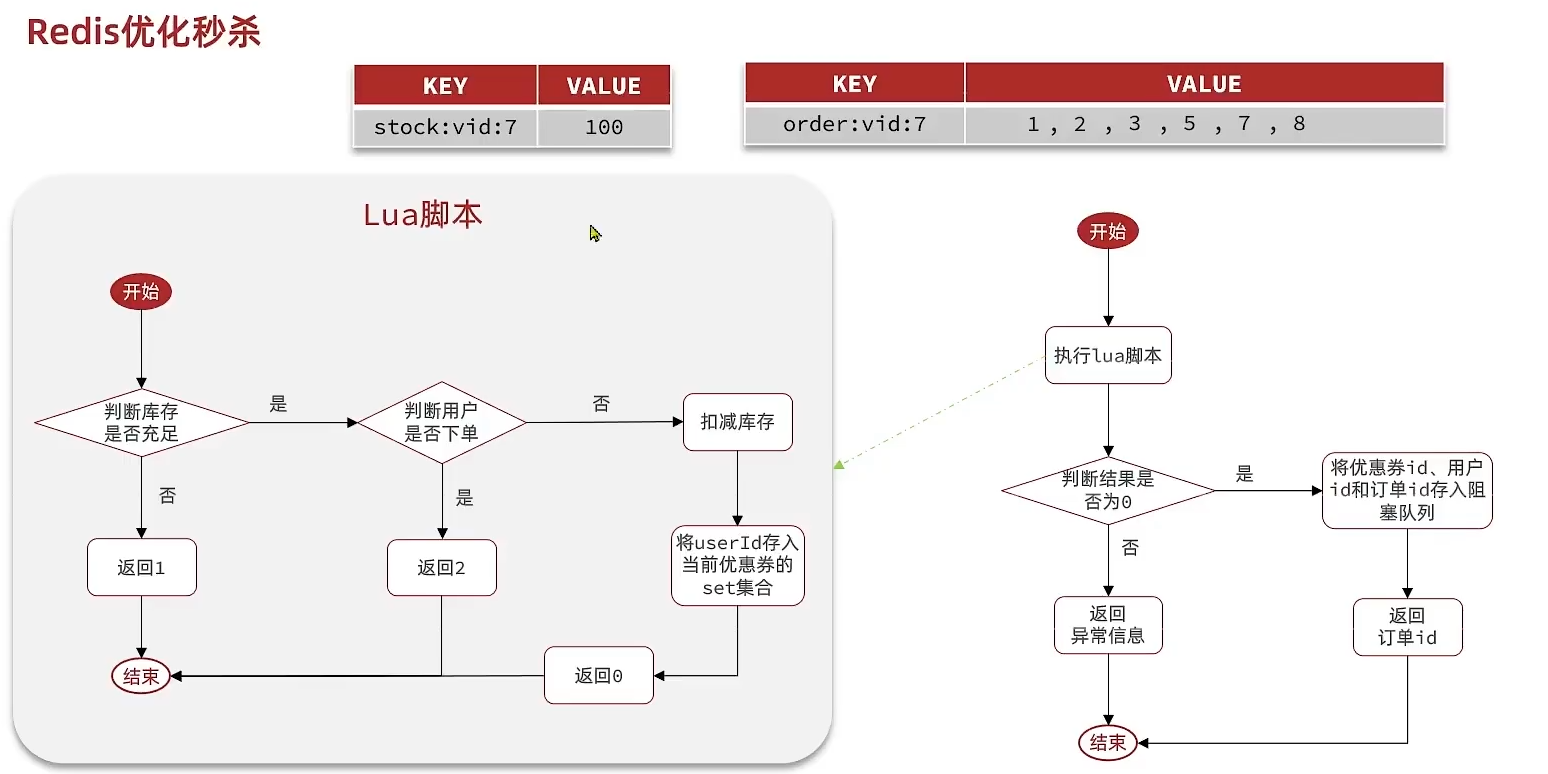 Redis优化秒杀
KEY VALUE
stock:vid:7 100
KEY VALUE
order:vid:7 1 , 2 , 3 , 5 , 7 , 8
Lua脚本
开始
判断库存
是否充足
是
判断用户
是否下单
否
扣减库存
否
是
返回1
返回2
将userId存入
当前优惠券的
set集合
结束
返回0
开始
执行lua脚本
判断结果是
否为0
是
将优惠券id、用户
id和订单id存入阻
塞队列
否
返回
异常信息
返回
订单id
结束